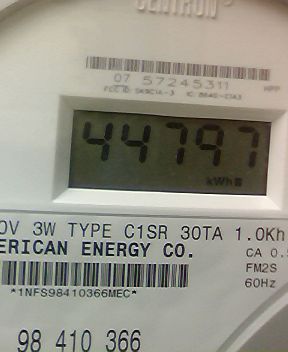 CENTRON
07 57245311
44797
kWh
0V 3W TYPE C1SR 30TA 1.0Kh
ERICAN ENERGY CO.
CA 0.
FM2S
60Hz
*1NFS98410366MEC*
98 410 366